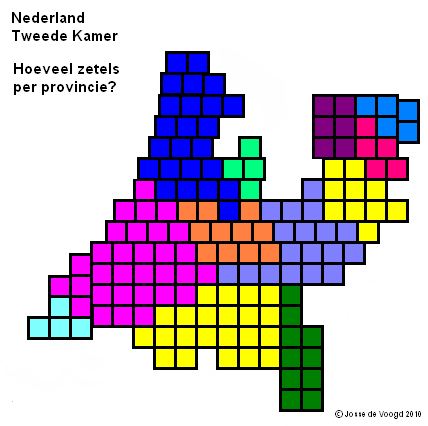 Nederland
Tweede Kamer
Hoeveel zetels
per provincie?
© Josse de Voogd 2010